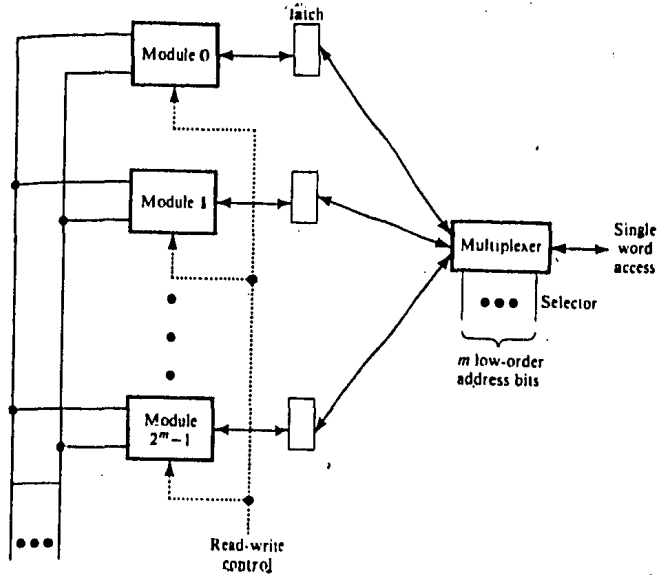 latch
Module 0
Module 1
Multiplexer
Single
word
access
Selector
m low-order
address bits
Module
2^m−1
Read-write
control